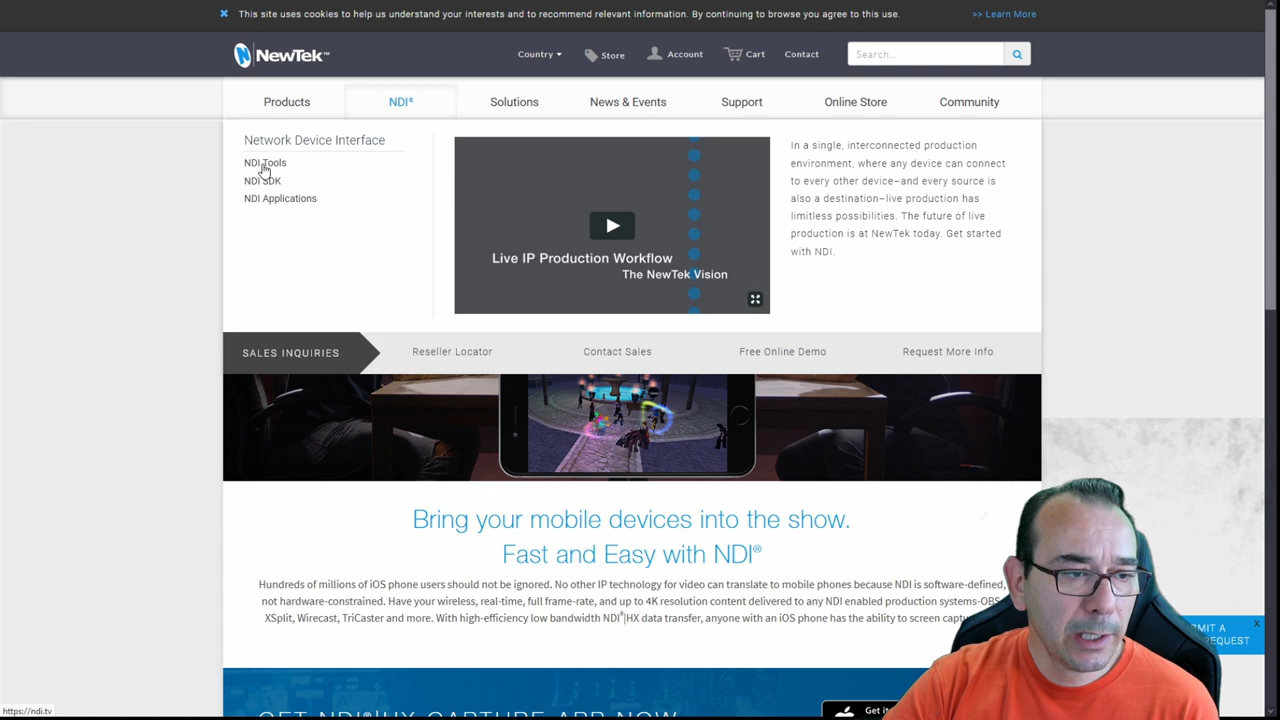 This site uses cookies to help us understand your interests and to recommend relevant information. By continuing to browse you agree to this use.
>> Learn More
NewTek™
Country
Store
Account
Cart
Contact
Search...
Products
NDI®
Solutions
News & Events
Support
Online Store
Community
Network Device Interface
NDI Tools
NDI SDK
NDI Applications
Live IP Production Workflow
The NewTek Vision
In a single, interconnected production
environment, where any device can connect
to every other device–and every source is
also a destination–live production has
limitless possibilities. The future of live
production is at NewTek today. Get started
with NDI.
SALES INQUIRIES
Reseller Locator
Contact Sales
Free Online Demo
Request More Info
Bring your mobile devices into the show.
Fast and Easy with NDI®
Hundreds of millions of iOS phone users should not be ignored. No other IP technology for video can translate to mobile phones because NDI is software-defined,
not hardware-constrained. Have your wireless, real-time, full frame-rate, and up to 4K resolution content delivered to any NDI enabled production systems-OBS,
XSplit, Wirecast, TriCaster and more. With high-efficiency low bandwidth NDI®|HX data transfer, anyone with an iOS phone has the ability to screen
X
A
REQUEST
GET NDI®|HX CAPTURE APP NOW
Get it
https://ndi.tv